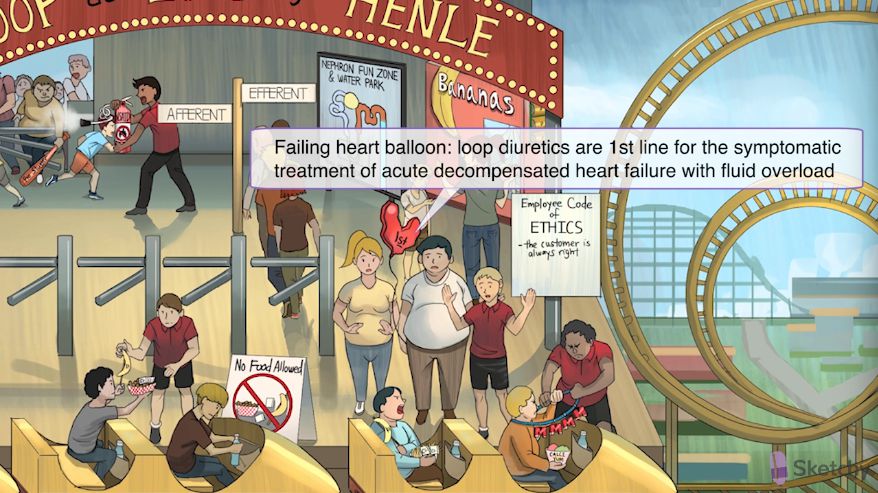 OOP
HENLE
NEPHRON FUN ZONE
& WATER PARK
Bananas
AFFERENT
EFFERENT
Failing heart balloon: loop diuretics are 1st line for the symptomatic
treatment of acute decompensated heart failure with fluid overload
1st
Employee Code
of
ETHICS
-the customer is
always right
No Food Allowed
MMMM
CALCI
UM
Sketchy